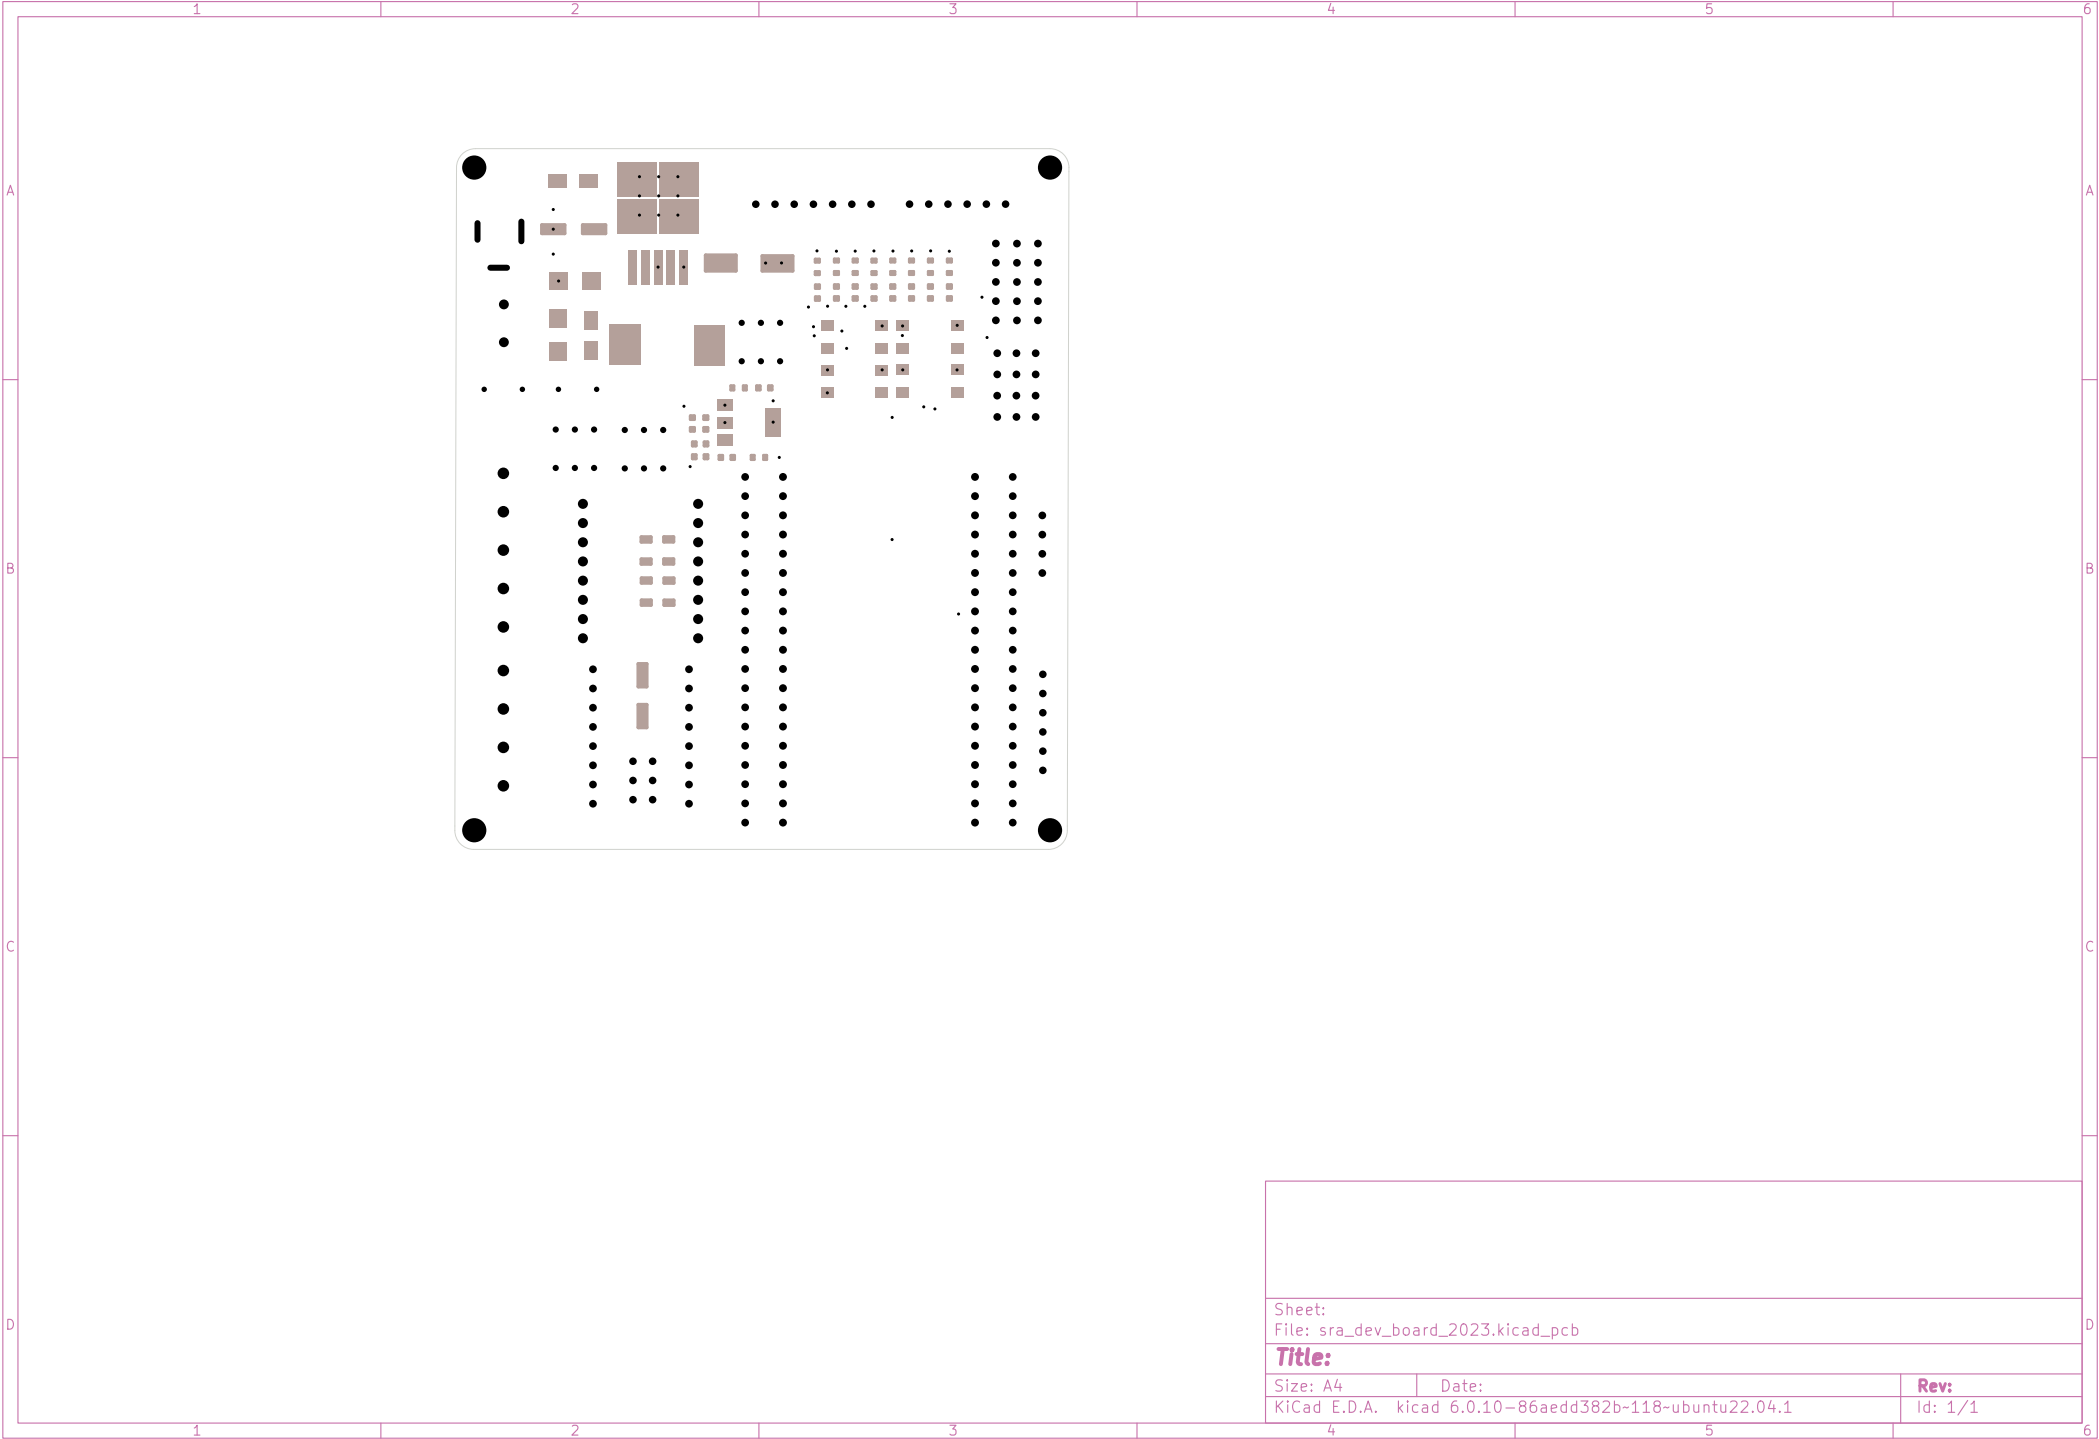 1 2 3 4 5 6
A A
B B
C C
D D
Sheet:
File: sra_dev_board_2023.kicad_pcb
Title:
Size: A4 Date: Rev:
KiCad E.D.A. kicad 6.0.10-86aedd382b~118~ubuntu22.04.1 Id: 1/1
1 2 3 4 5 6